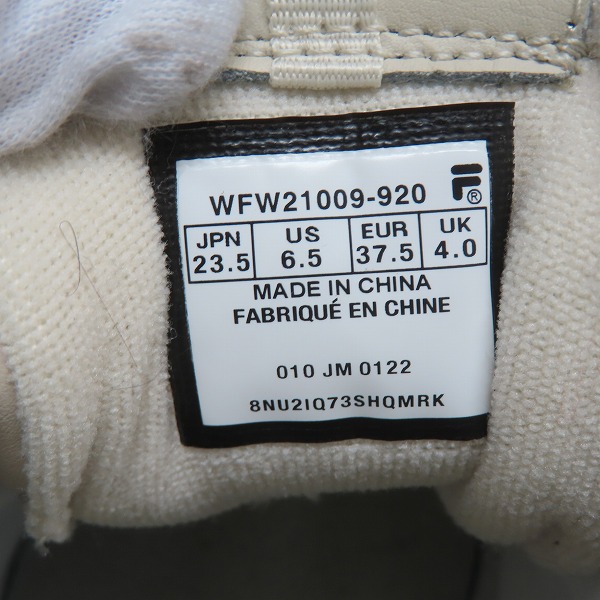 WFW21009-920 F®
JPN US EUR UK
23.5 6.5 37.5 4.0
MADE IN CHINA
FABRIQUÉ EN CHINE
010 JM 0122
8NU2IQ73SHQMRK